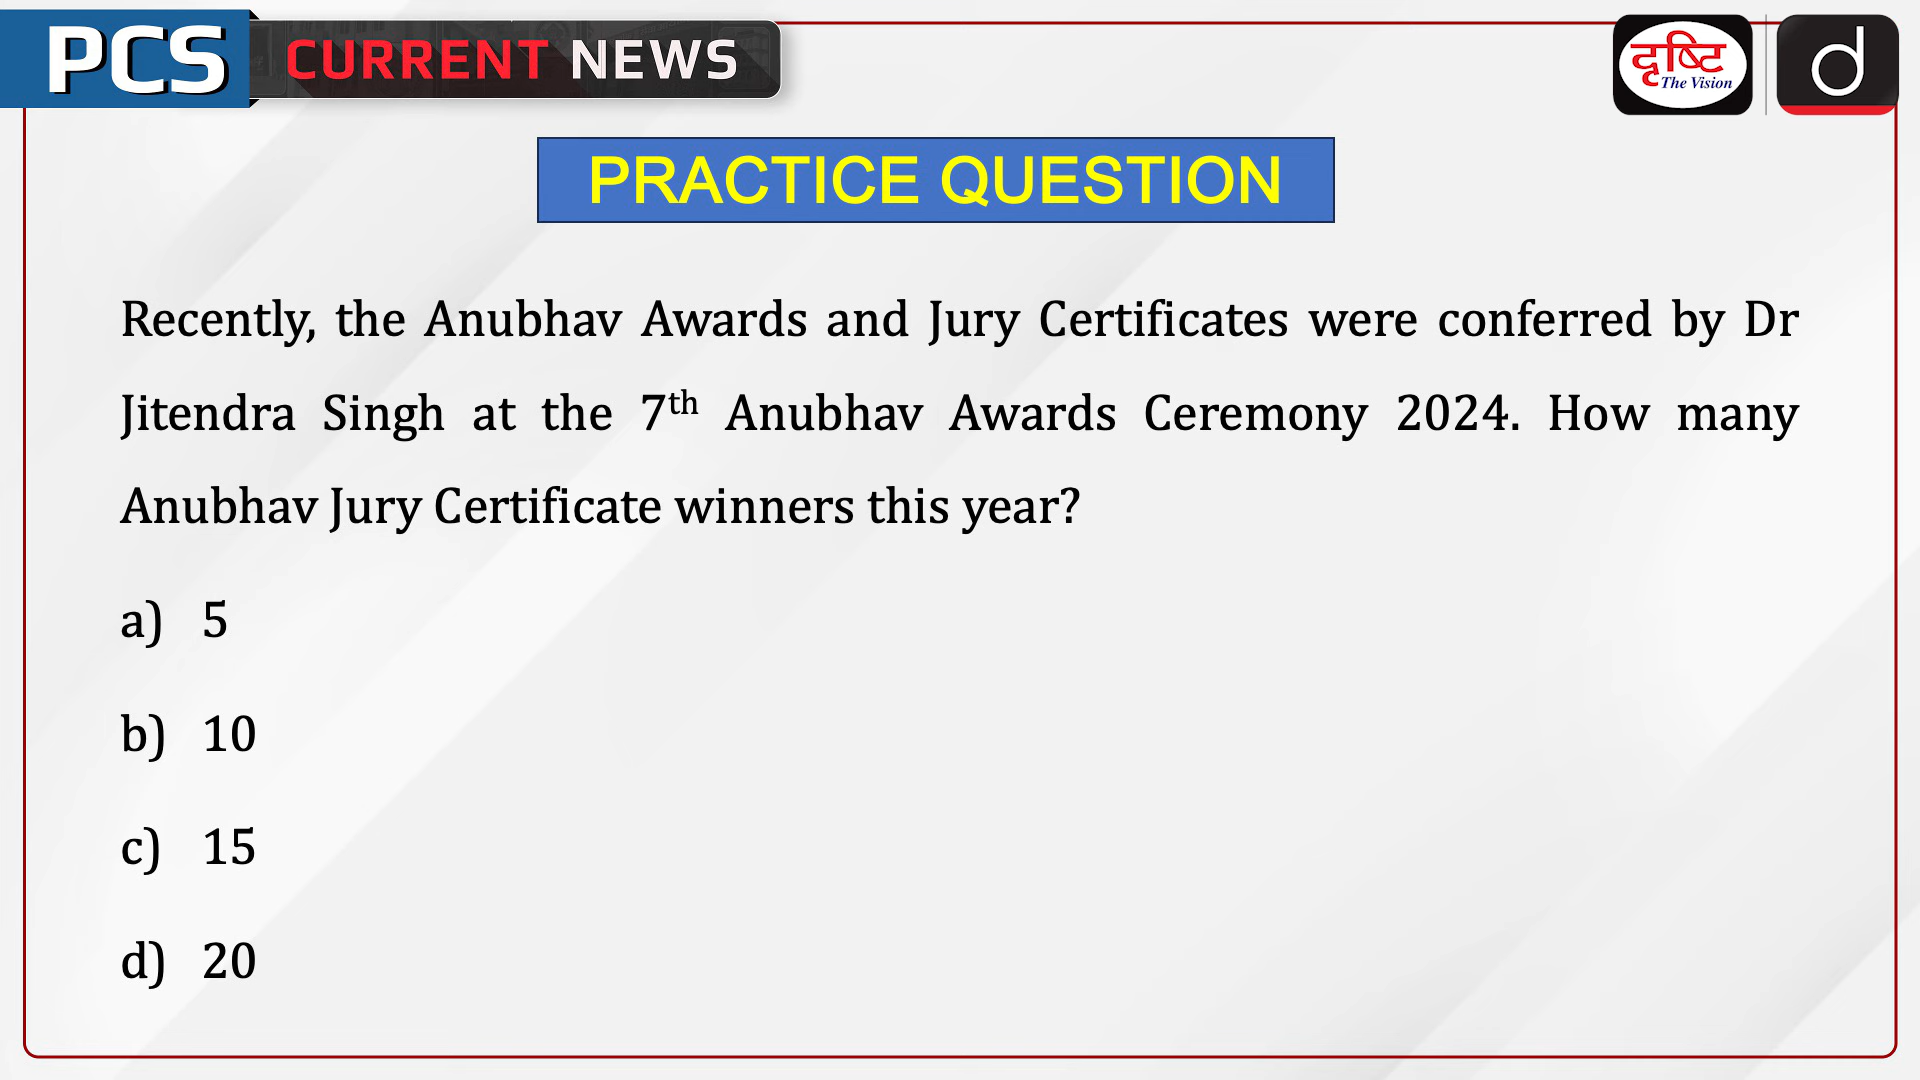 PCS CURRENT NEWS
दृष्टि
The Vision
d
PRACTICE QUESTION
Recently, the Anubhav Awards and Jury Certificates were conferred by Dr
Jitendra Singh at the 7th Anubhav Awards Ceremony 2024. How many
Anubhav Jury Certificate winners this year?
a) 5
b) 10
c) 15
d) 20